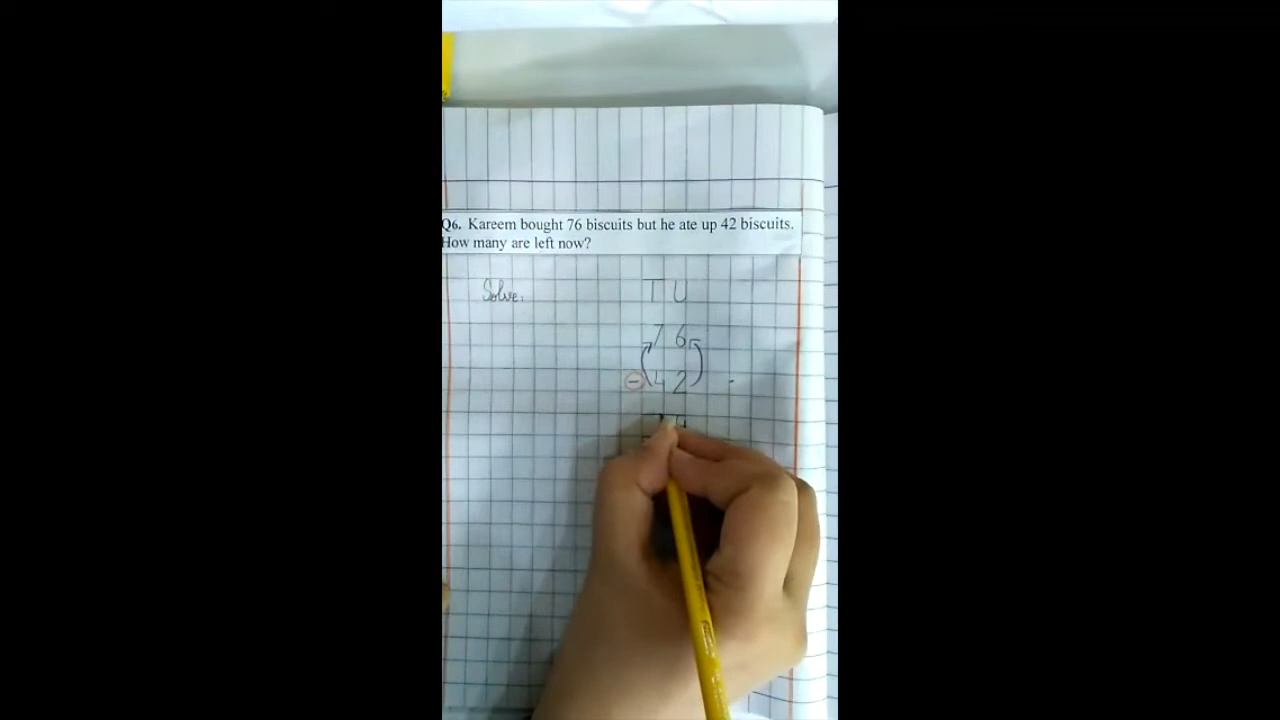 Q6. Kareem bought 76 biscuits but he ate up 42 biscuits.
How many are left now?
Solve: T U
7 6
- 4 2